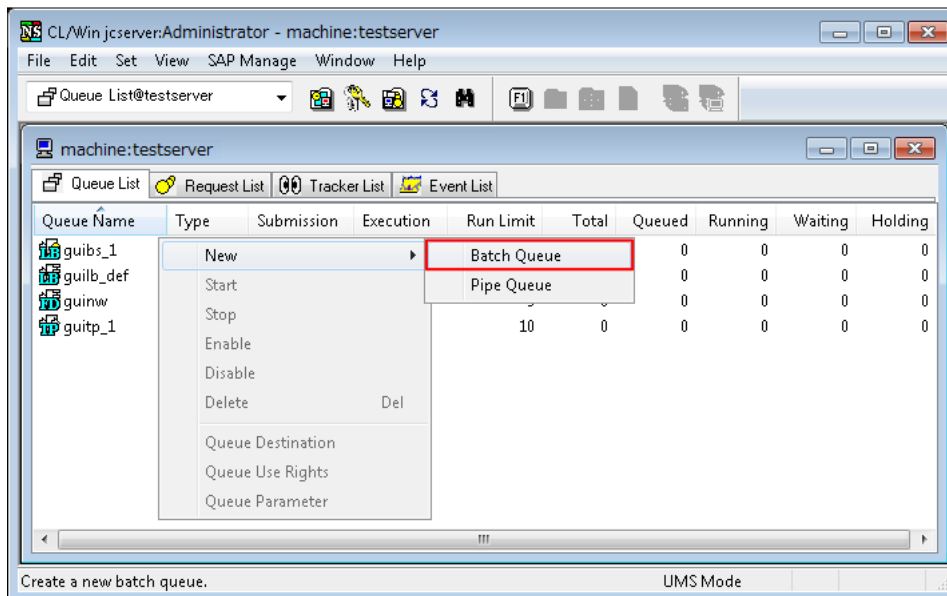 CL/Win jcserver:Administrator - machine:testserver
File Edit Set View SAP Manage Window Help
Queue List@testserver
F1
machine:testserver
Queue List Request List Tracker List Event List
Queue Name Type Submission Execution Run Limit Total Queued Running Waiting Holding
guibs_1 New Batch Queue 0 0 0 0
guilb_def Start Pipe Queue 0 0 0 0
guinw Stop 0 0 0 0
guitp_1 Enable 10 0 0 0 0 0
Disable
Delete Del
Queue Destination
Queue Use Rights
Queue Parameter
Create a new batch queue. UMS Mode